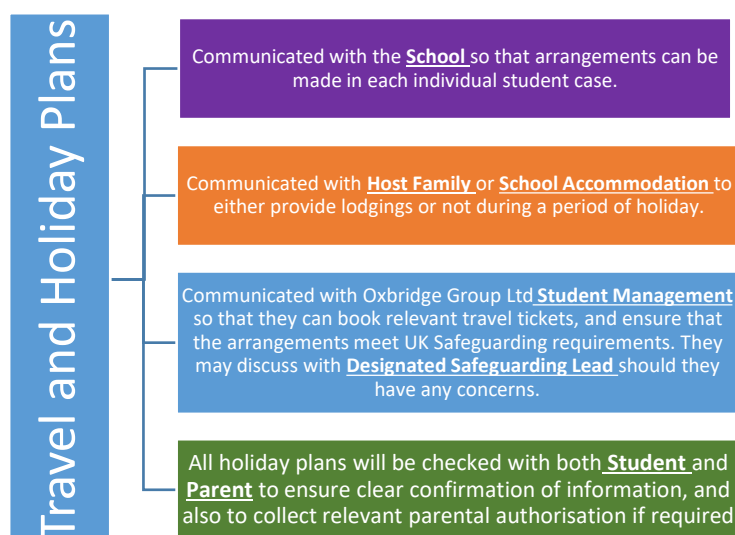 Travel and Holiday Plans
Communicated with the School so that arrangements can be
made in each individual student case.
Communicated with Host Family or School Accommodation to
either provide lodgings or not during a period of holiday.
Communicated with Oxbridge Group Ltd Student Management
so that they can book relevant travel tickets, and ensure that
the arrangements meet UK Safeguarding requirements. They
may discuss with Designated Safeguarding Lead should they
have any concerns.
All holiday plans will be checked with both Student and
Parent to ensure clear confirmation of information, and
also to collect relevant parental authorisation if required